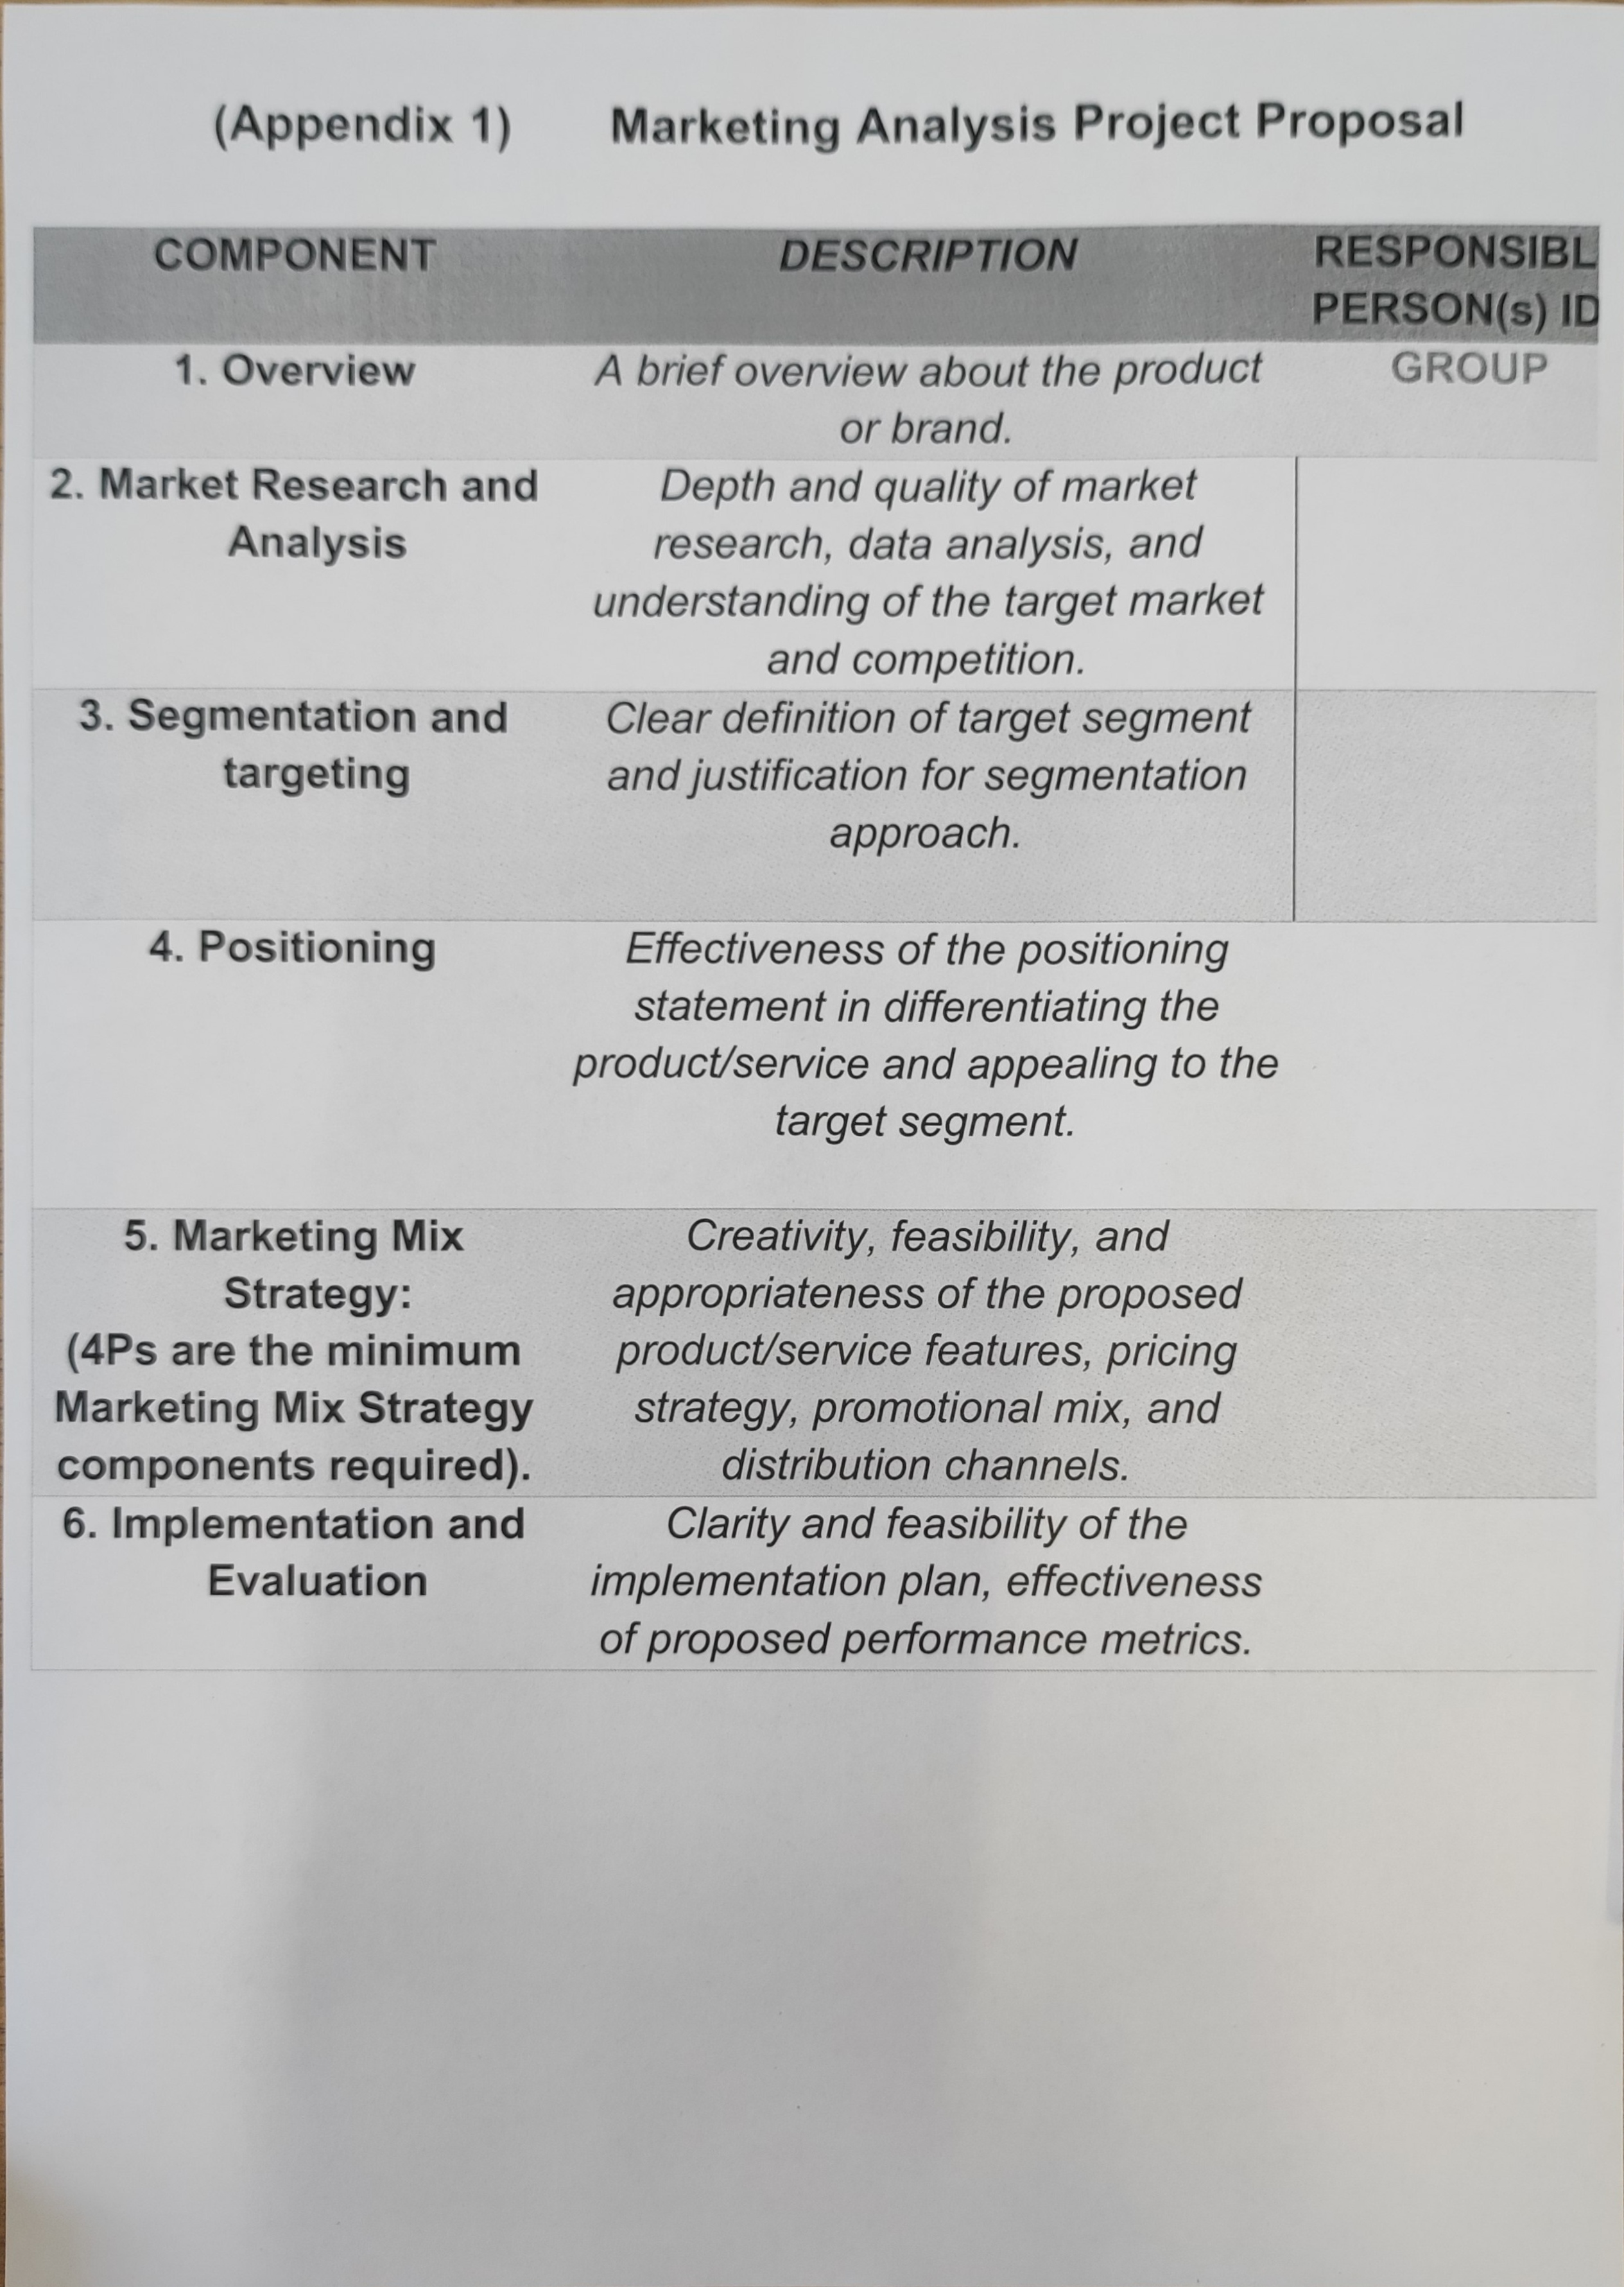 (Appendix 1) Marketing Analysis Project Proposal
COMPONENT DESCRIPTION RESPONSIBL
PERSON(s) ID
1. Overview A brief overview about the product GROUP
or brand.
2. Market Research and Depth and quality of market
Analysis research, data analysis, and
understanding of the target market
and competition.
3. Segmentation and Clear definition of target segment
targeting and justification for segmentation
approach.
4. Positioning Effectiveness of the positioning
statement in differentiating the
product/service and appealing to the
target segment.
5. Marketing Mix Creativity, feasibility, and
Strategy: appropriateness of the proposed
(4Ps are the minimum product/service features, pricing
Marketing Mix Strategy strategy, promotional mix, and
components required). distribution channels.
6. Implementation and Clarity and feasibility of the
Evaluation implementation plan, effectiveness
of proposed performance metrics.